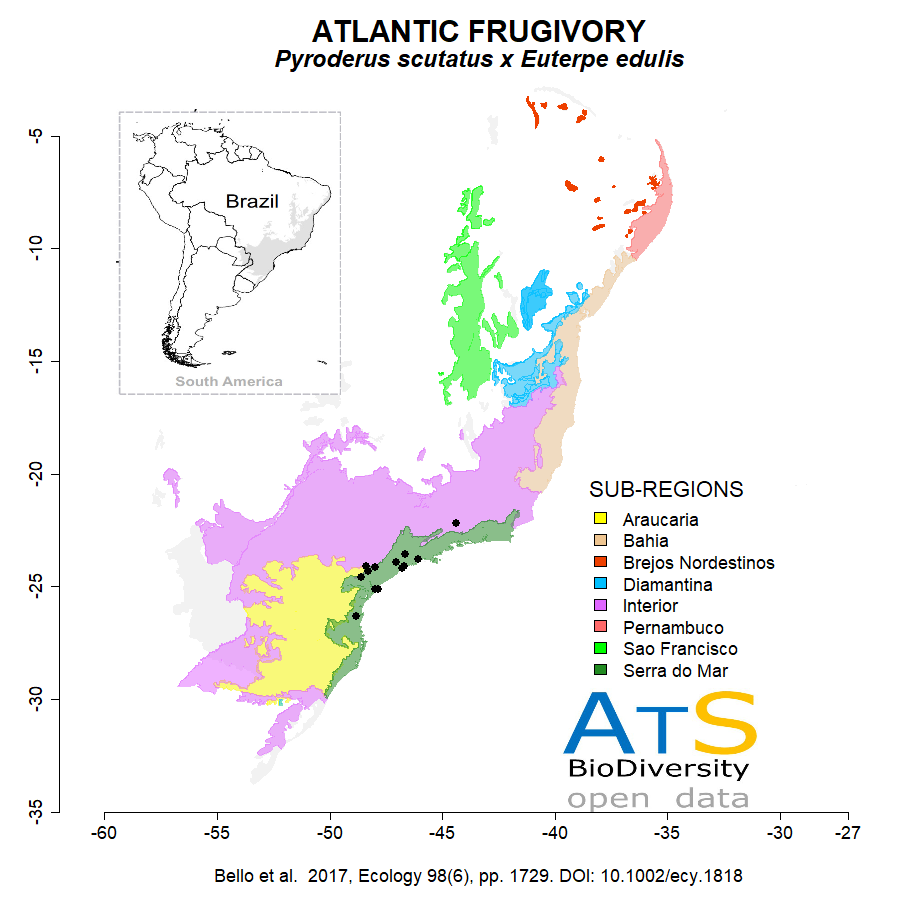 ATLANTIC FRUGIVORY
Pyroderus scutatus x Euterpe edulis
Brazil
South America
-5
-10
-15
-20
-25
-30
-35
SUB-REGIONS
Araucaria
Bahia
Brejos Nordestinos
Diamantina
Interior
Pernambuco
Sao Francisco
Serra do Mar
ATS
BioDiversity
open data
-60 -55 -50 -45 -40 -35 -30 -27
Bello et al. 2017, Ecology 98(6), pp. 1729. DOI: 10.1002/ecy.1818